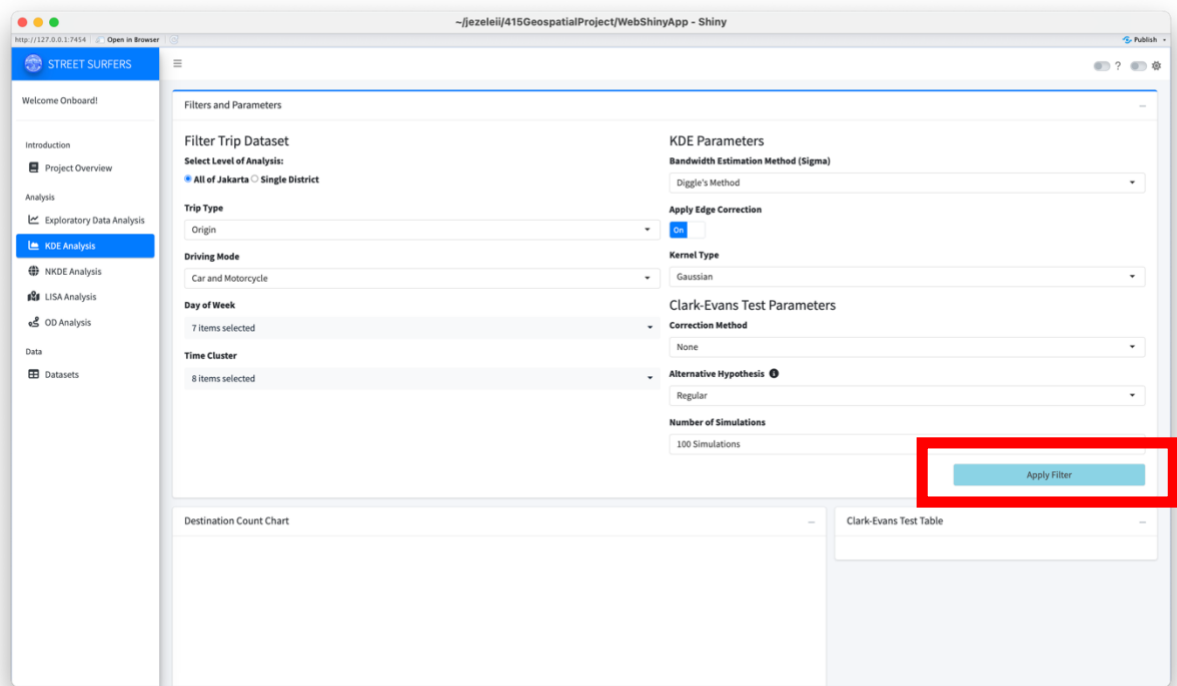 ~/jezeleii/415GeospatialProject/WebShinyApp - Shiny
http://127.0.0.1:7454 Open in Browser
Publish
STREET SURFERS
?
Welcome Onboard!
Introduction
Project Overview
Analysis
Exploratory Data Analysis
KDE Analysis
NKDE Analysis
LISA Analysis
OD Analysis
Data
Datasets
Filters and Parameters
Filter Trip Dataset
Select Level of Analysis:
All of Jakarta Single District
Trip Type
Origin
Driving Mode
Car and Motorcycle
Day of Week
7 items selected
Time Cluster
8 items selected
KDE Parameters
Bandwidth Estimation Method (Sigma)
Diggle's Method
Apply Edge Correction
On
Kernel Type
Gaussian
Clark-Evans Test Parameters
Correction Method
None
Alternative Hypothesis
Regular
Number of Simulations
100 Simulations
Apply Filter
Destination Count Chart
Clark-Evans Test Table